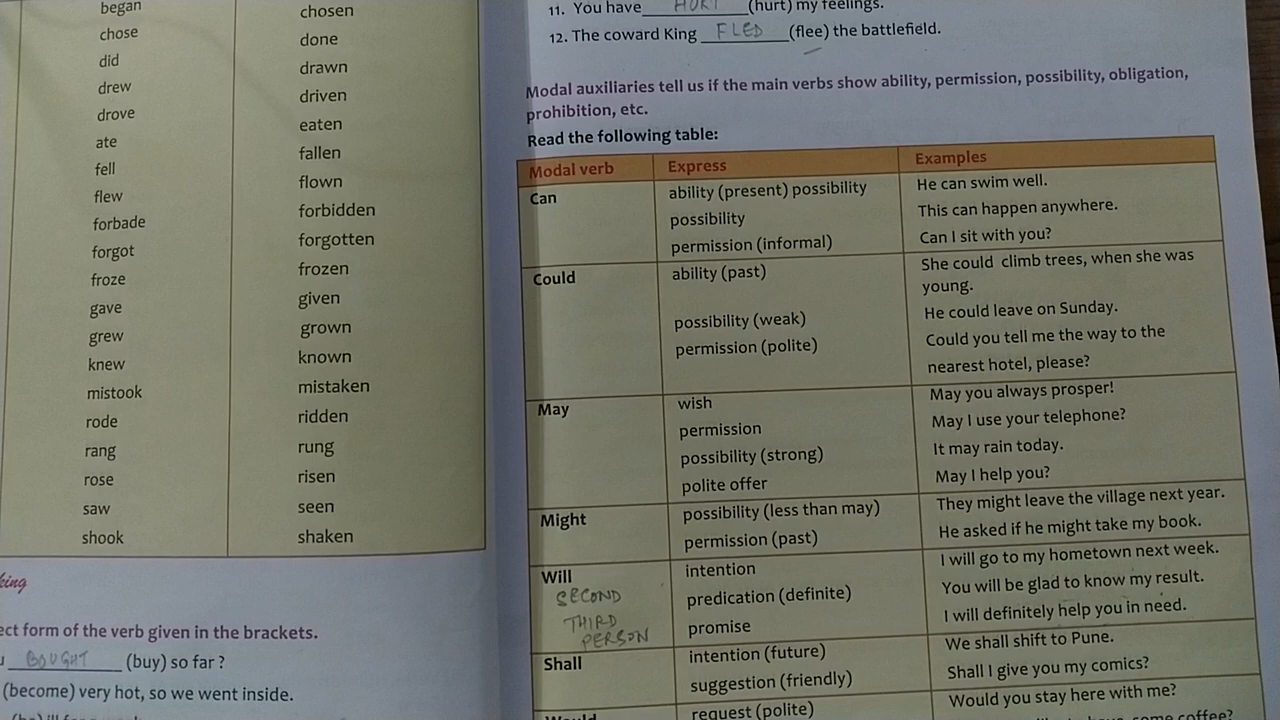 began chosen
chose done
did drawn
drew driven
drove eaten
ate fallen
fell flown
flew forbidden
forbade forgotten
forgot frozen
froze given
gave grown
grew known
knew mistaken
mistook ridden
rode rung
rang risen
rose seen
saw shaken
shook
king
ect form of the verb given in the brackets.
BOUGHT (buy) so far ?
(become) very hot, so we went inside.
11. You have HURT (hurt) my feelings.
12. The coward King FLED (flee) the battlefield.
Modal auxiliaries tell us if the main verbs show ability, permission, possibility, obligation,
prohibition, etc.
Read the following table:
Modal verb Express Examples
Can ability (present) possibility He can swim well.
possibility This can happen anywhere.
permission (informal) Can I sit with you?
Could ability (past) She could climb trees, when she was
young.
possibility (weak) He could leave on Sunday.
permission (polite) Could you tell me the way to the
nearest hotel, please?
May wish May you always prosper!
permission May I use your telephone?
possibility (strong) It may rain today.
polite offer May I help you?
Might possibility (less than may) They might leave the village next year.
permission (past) He asked if he might take my book.
Will intention I will go to my hometown next week.
SECOND predication (definite) You will be glad to know my result.
THIRD promise I will definitely help you in need.
PERSON
Shall intention (future) We shall shift to Pune.
suggestion (friendly) Shall I give you my comics?
Would request (polite) Would you stay here with me?
some coffee?